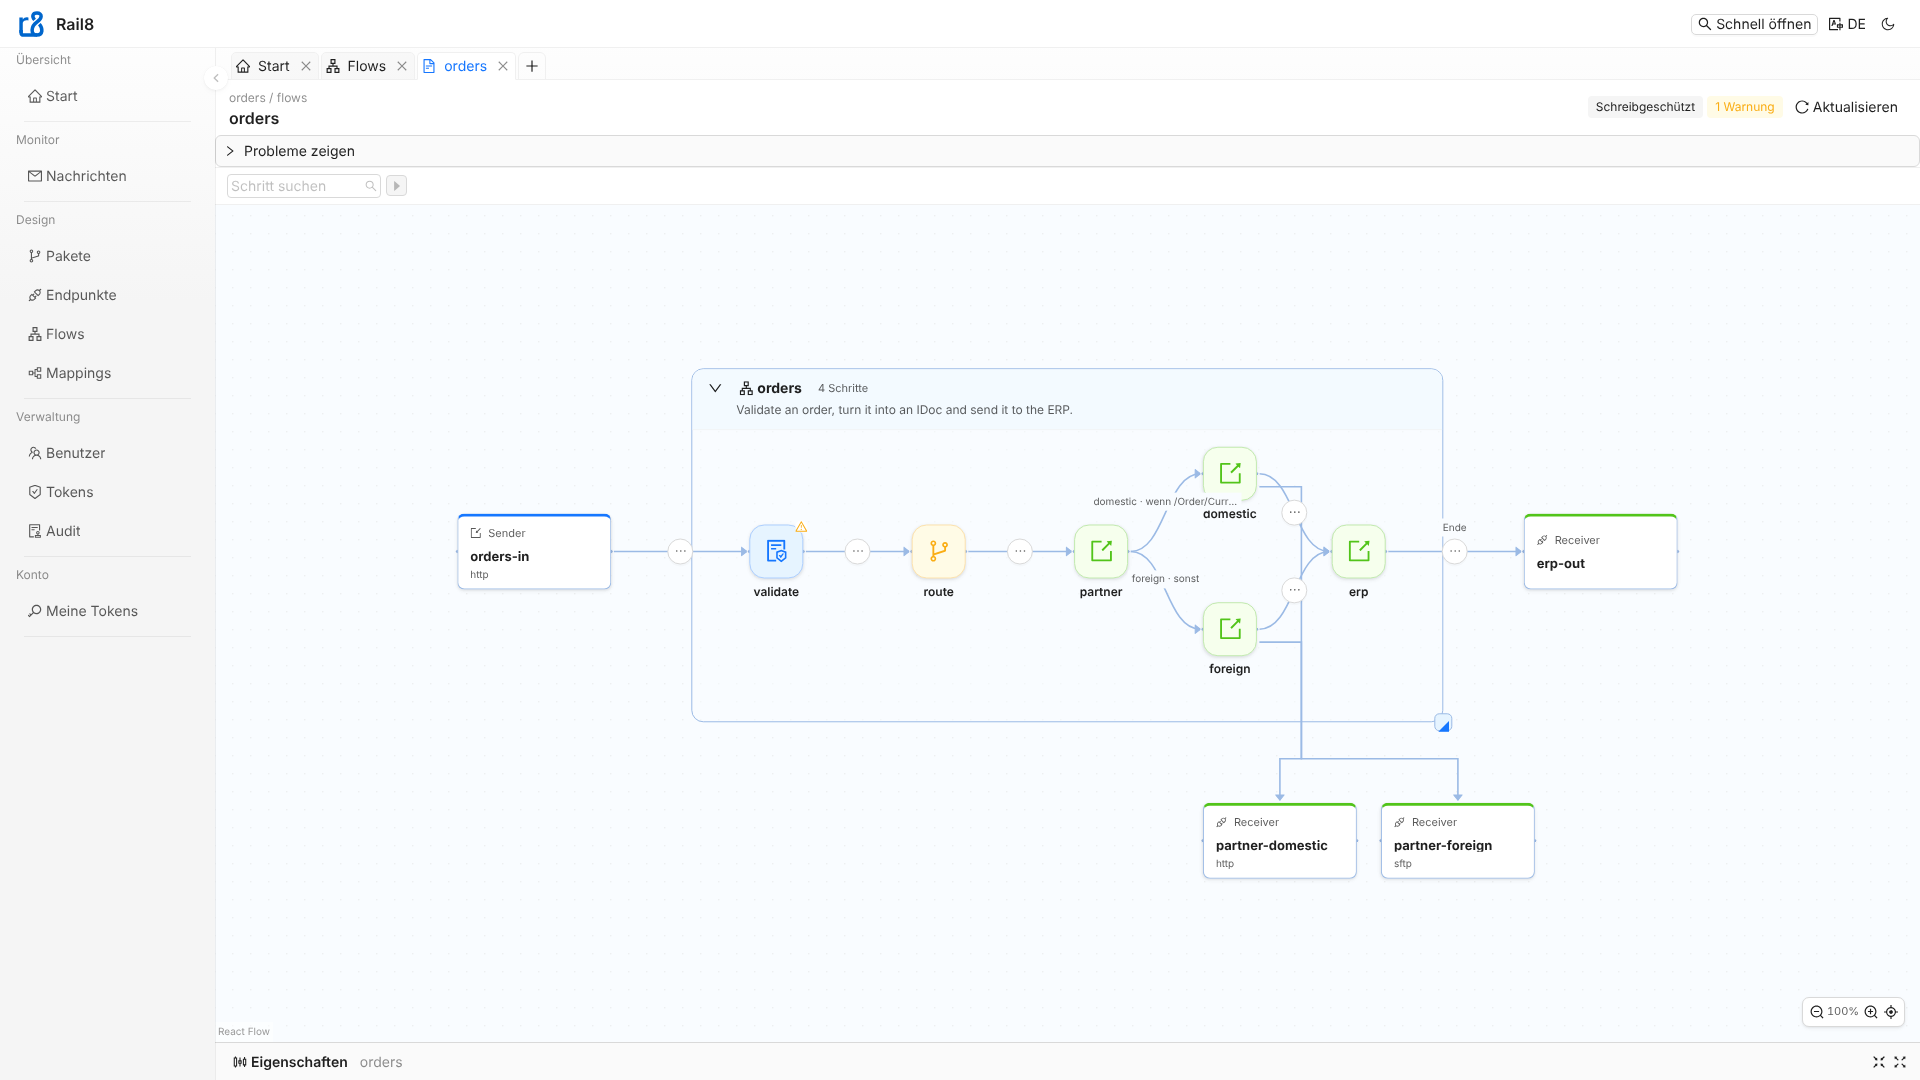 Rail8
Schnell öffnen
DE
Übersicht
Start
Monitor
Nachrichten
Design
Pakete
Endpunkte
Flows
Mappings
Verwaltung
Benutzer
Tokens
Audit
Konto
Meine Tokens
Start
Flows
orders
orders / flows
orders
Schreibgeschützt
1 Warnung
Aktualisieren
Probleme zeigen
Schritt suchen
orders 4 Schritte
Validate an order, turn it into an IDoc and send it to the ERP.
Sender
orders-in
http
validate
route
partner
domestic · wenn /Order/Curr...
domestic
foreign · sonst
foreign
erp
Ende
Receiver
erp-out
Receiver
partner-domestic
http
Receiver
partner-foreign
sftp
100%
React Flow
Eigenschaften orders